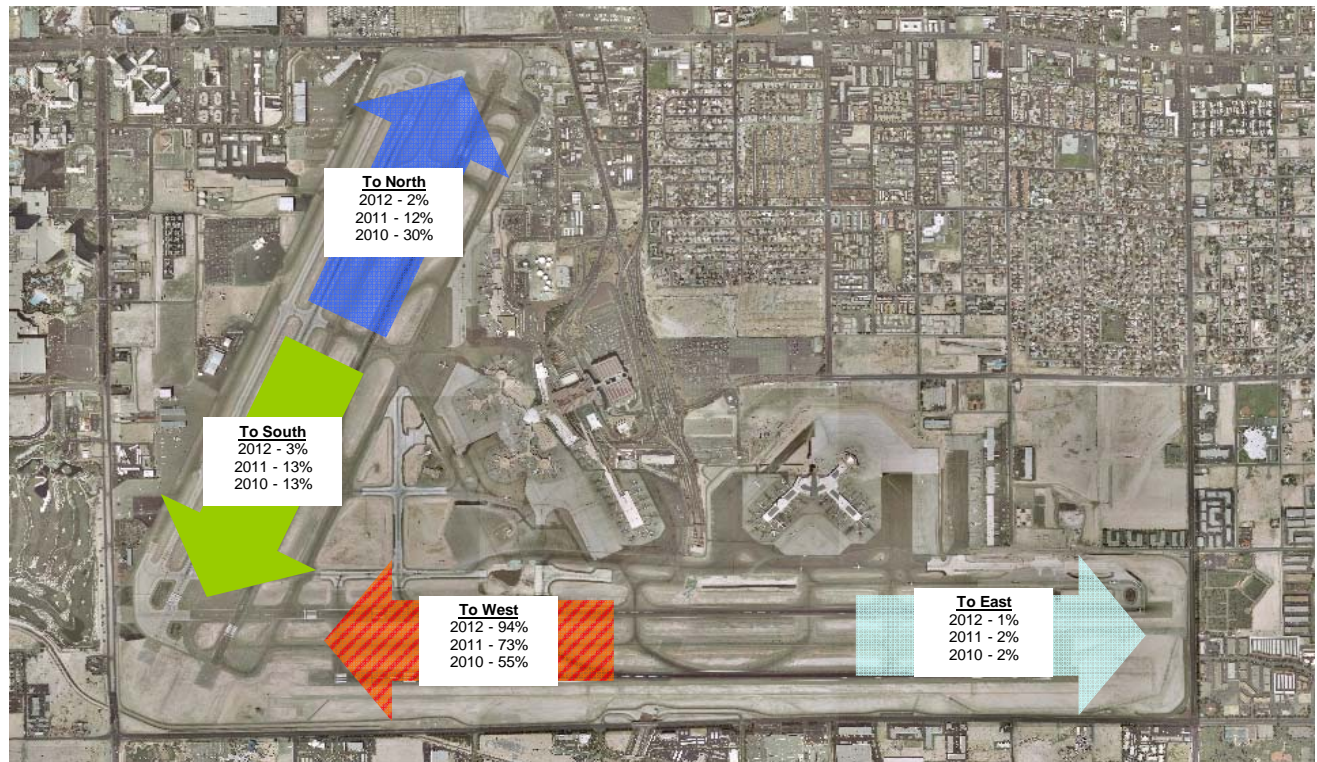 To North
2012 - 2%
2011 - 12%
2010 - 30%
To South
2012 - 3%
2011 - 13%
2010 - 13%
To West
2012 - 94%
2011 - 73%
2010 - 55%
To East
2012 - 1%
2011 - 2%
2010 - 2%